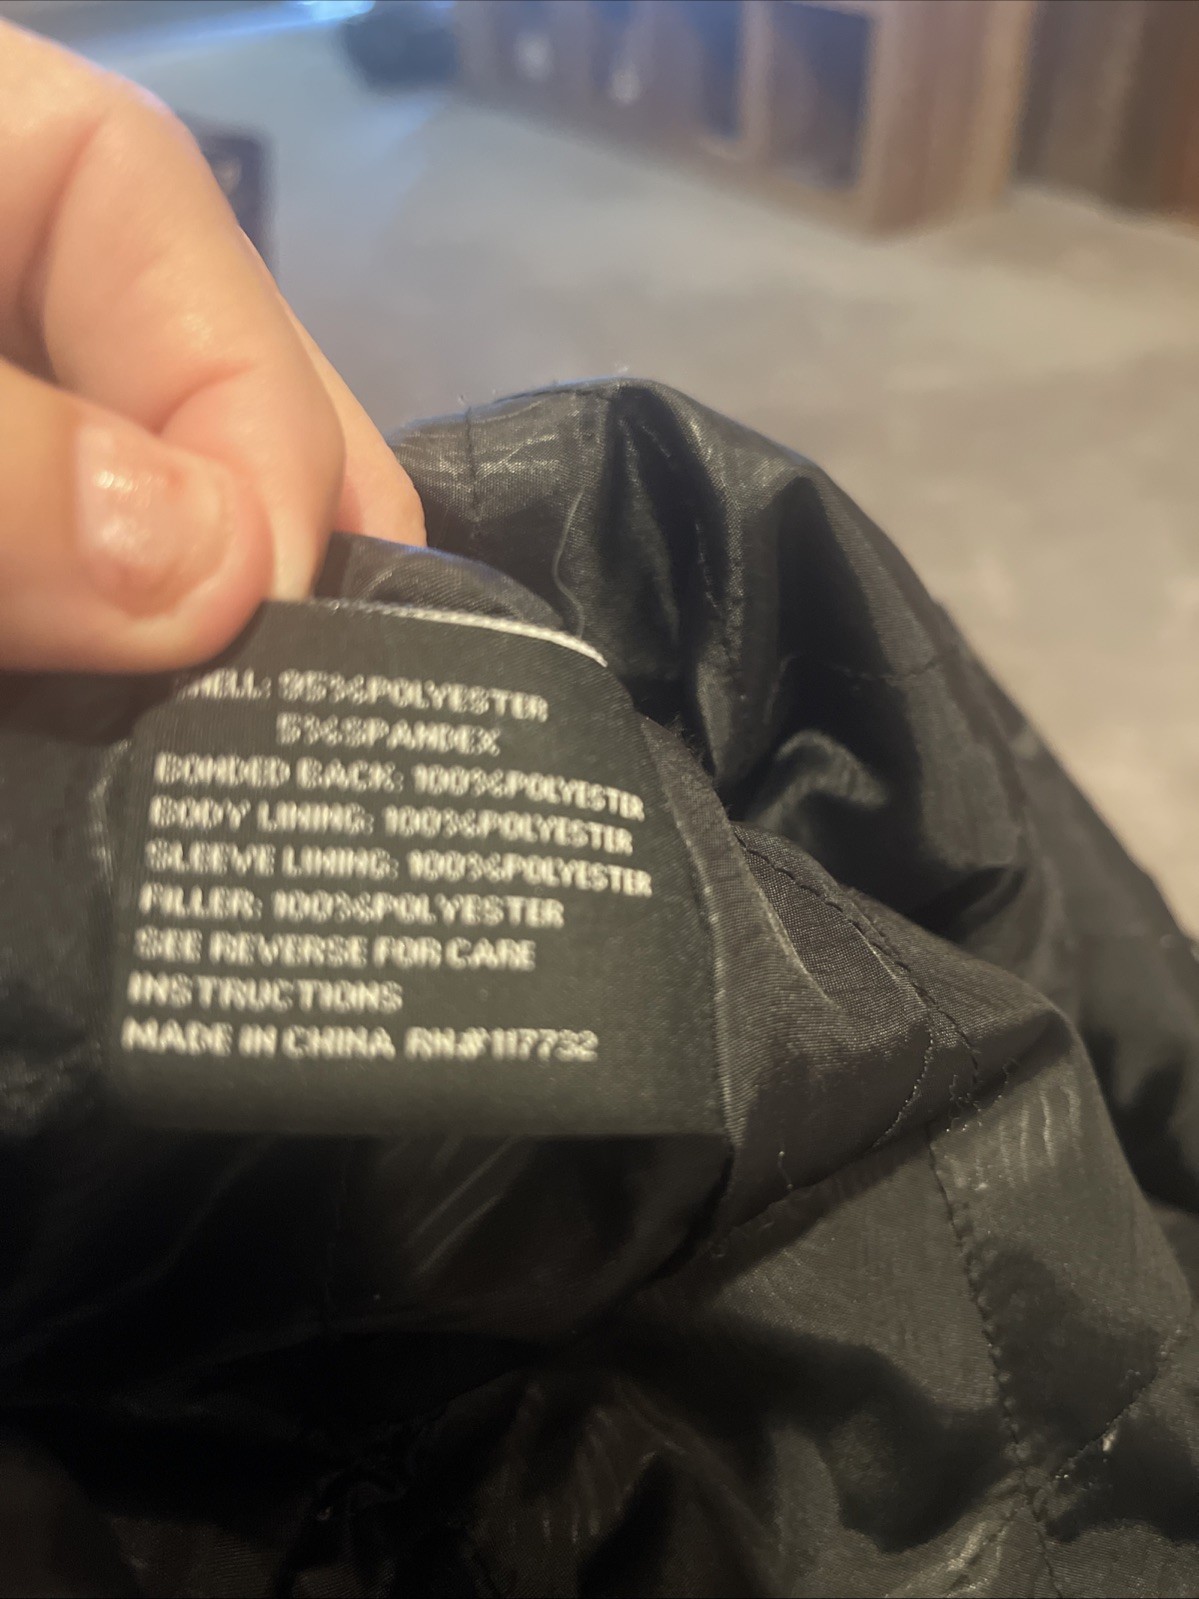 SHELL: 95%POLYESTER
5%SPANDEX
BONDED BACK: 100%POLYESTER
BODY LINING: 100%POLYESTER
SLEEVE LINING: 100%POLYESTER
FILLER: 100%POLYESTER
SEE REVERSE FOR CARE
INSTRUCTIONS
MADE IN CHINA RN#117732